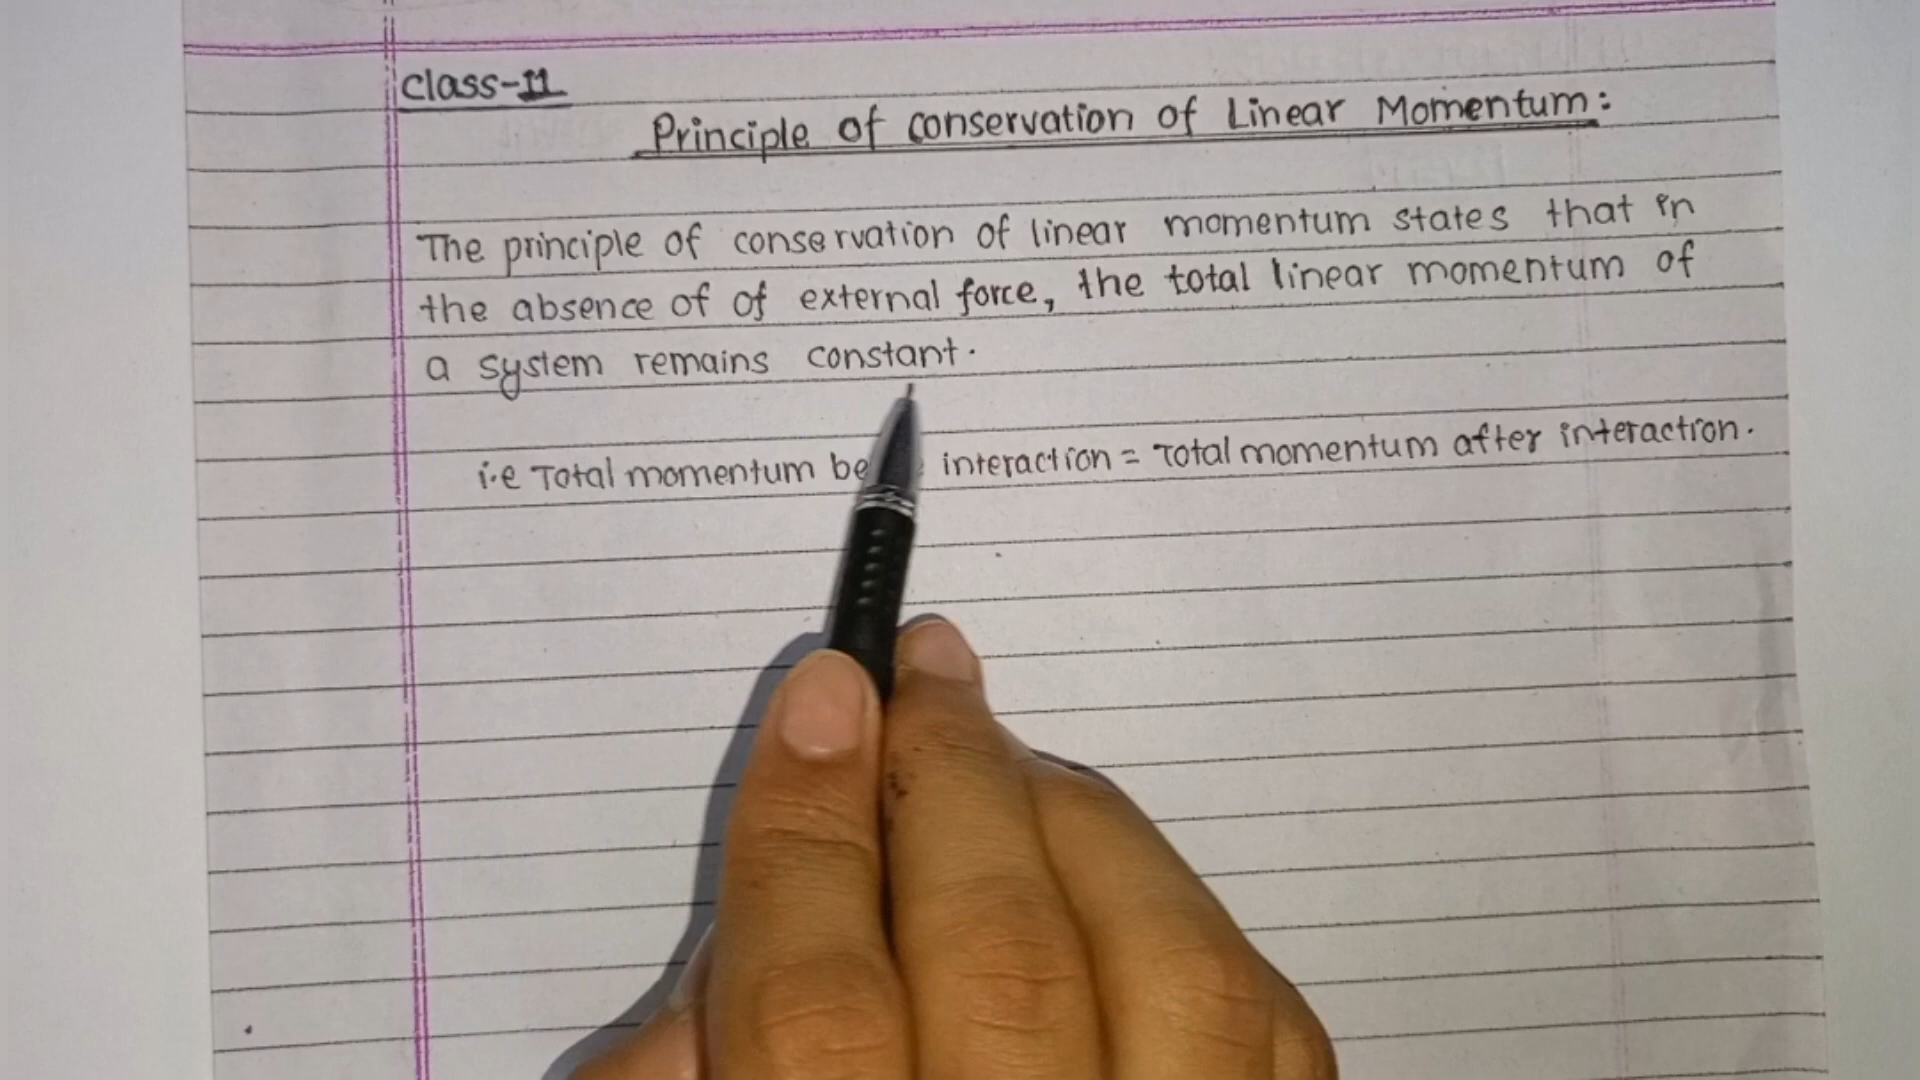 class-11
Principle of conservation of Linear Momentum:
The principle of conservation of linear momentum states that in
the absence of of external force, the total linear momentum of
a system remains constant.
i.e Total momentum be interaction = Total momentum after interaction.